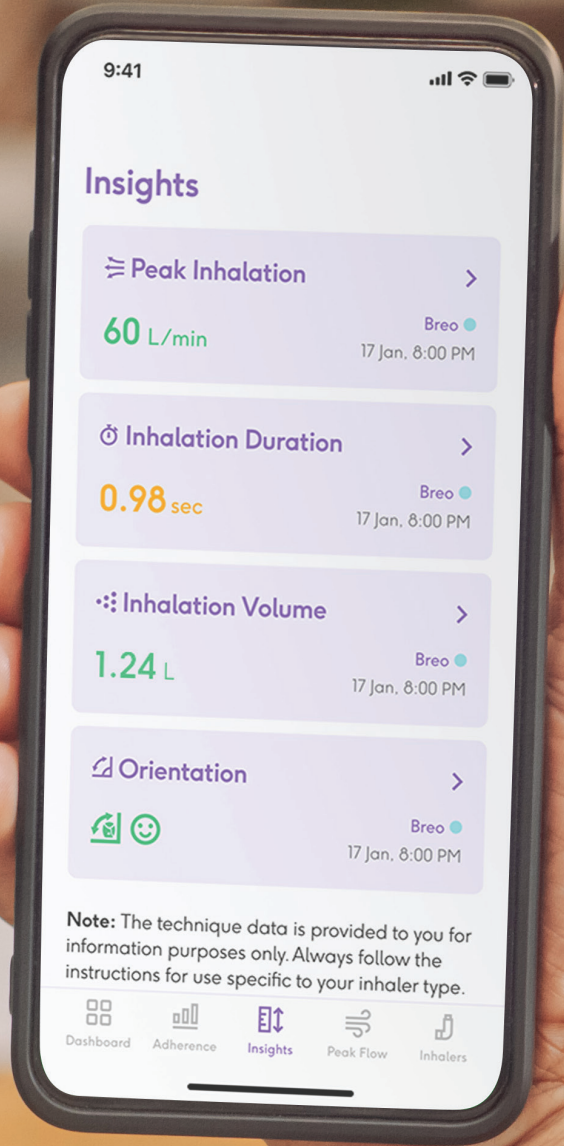 9:41
Insights
Peak Inhalation
60 L/min
Breo
17 Jan, 8:00 PM
Inhalation Duration
0.98 sec
Breo
17 Jan, 8:00 PM
Inhalation Volume
1.24 L
Breo
17 Jan, 8:00 PM
Orientation
Breo
17 Jan, 8:00 PM
Note: The technique data is provided to you for
information purposes only. Always follow the
instructions for use specific to your inhaler type.
Dashboard
Adherence
Insights
Peak Flow
Inhalers